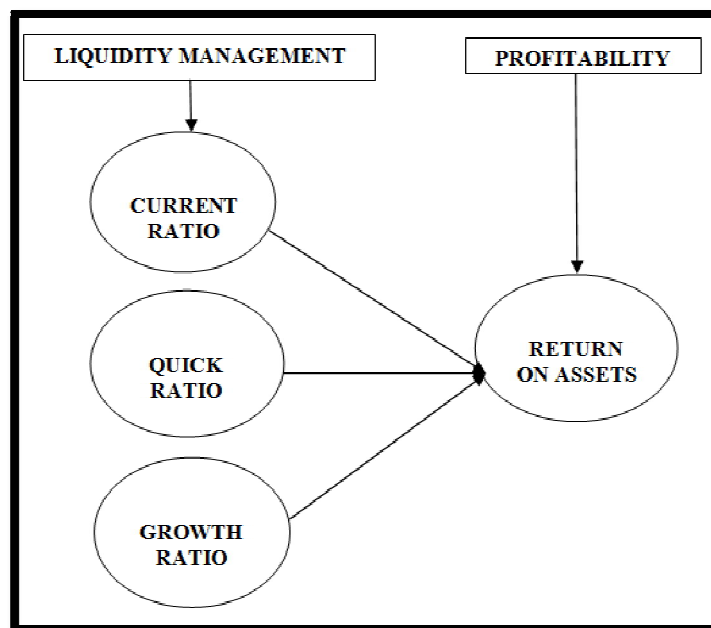 LIQUIDITY MANAGEMENT
PROFITABILITY
CURRENT
RATIO
QUICK
RATIO
RETURN
ON ASSETS
GROWTH
RATIO